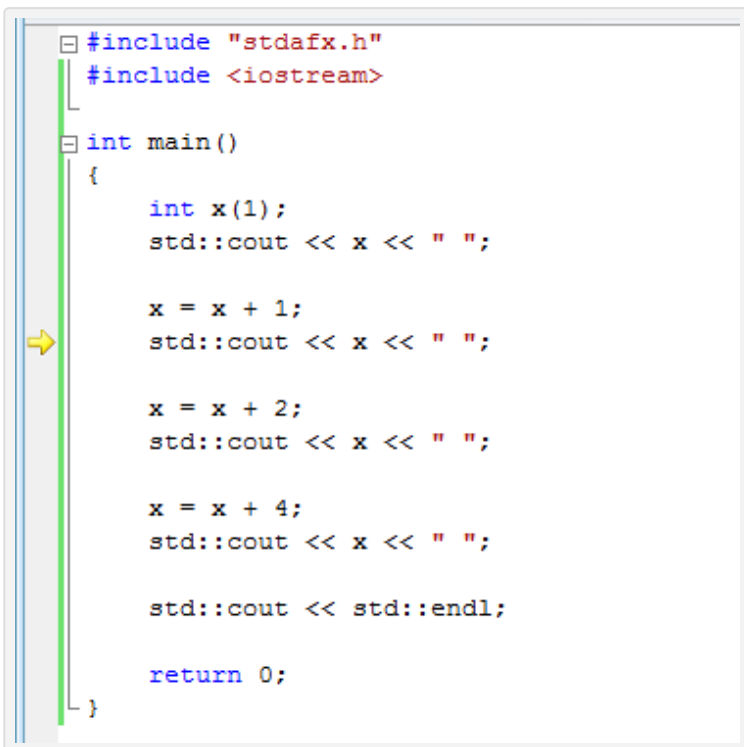 #include "stdafx.h"
#include <iostream>
int main()
{
int x(1);
std::cout << x << " ";
x = x + 1;
std::cout << x << " ";
x = x + 2;
std::cout << x << " ";
x = x + 4;
std::cout << x << " ";
std::cout << std::endl;
return 0;
}